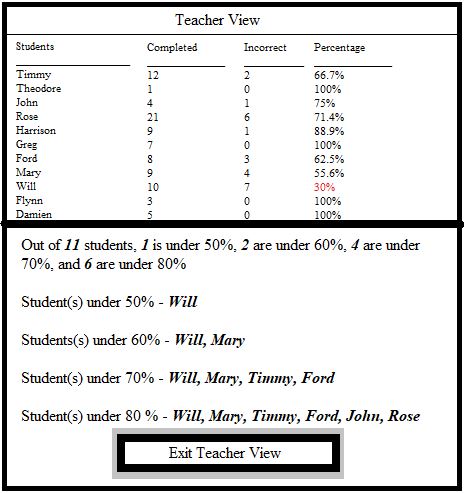 Teacher View
Students Completed Incorrect Percentage
Timmy 12 2 66.7%
Theodore 1 0 100%
John 4 1 75%
Rose 21 6 71.4%
Harrison 9 1 88.9%
Greg 7 0 100%
Ford 8 3 62.5%
Mary 9 4 55.6%
Will 10 7 30%
Flynn 3 0 100%
Damien 5 0 100%
Out of 11 students, 1 is under 50%, 2 are under 60%, 4 are under
70%, and 6 are under 80%
Student(s) under 50% - Will
Students(s) under 60% - Will, Mary
Student(s) under 70% - Will, Mary, Timmy, Ford
Student(s) under 80 % - Will, Mary, Timmy, Ford, John, Rose
Exit Teacher View